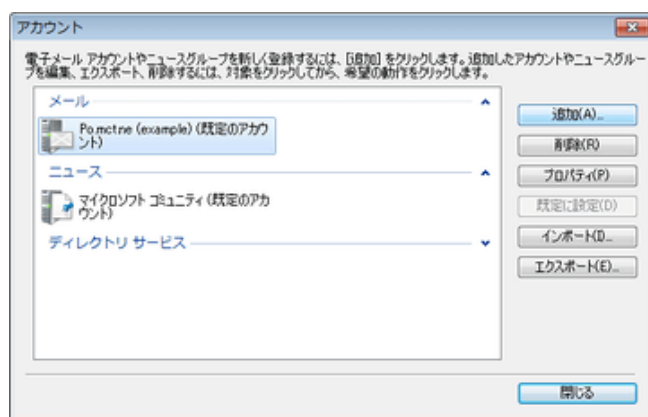 アカウント
電子メール アカウントやニュースグループを新しく登録するには、[追加] をクリックします。追加したアカウントやニュースグルー
プを編集、エクスポート、削除するには、対象をクリックしてから、希望の動作をクリックします。
メール
Po.mctne (example) (既定のアカウ
ント)
ニュース
マイクロソフト コミュニティ (既定のアカ
ウント)
ディレクトリ サービス
追加(A)...
削除(R)
プロパティ(P)
既定に設定(D)
インポート(I)...
エクスポート(E)...
閉じる